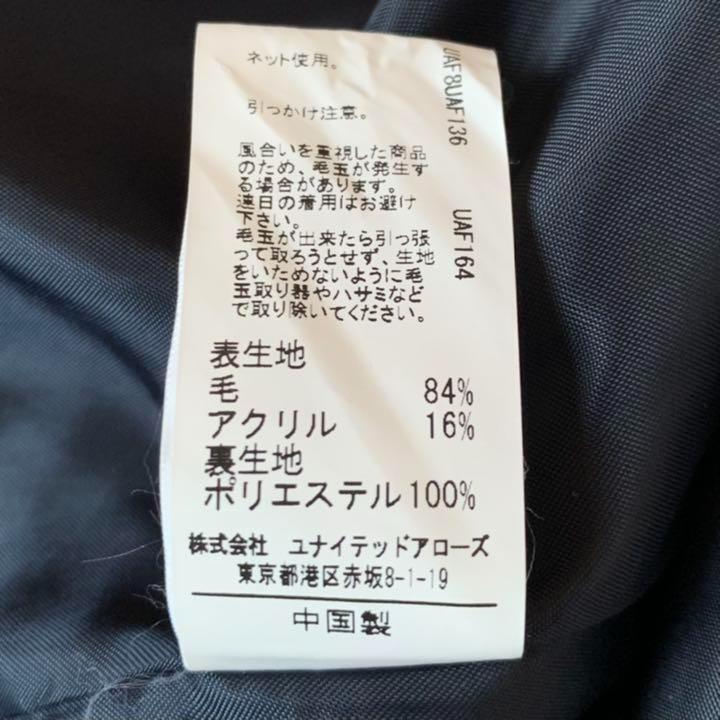 ネット使用。
引っかけ注意。
風合いを重視した商品
のため、毛玉が発生す
る場合があります。
連日の着用はお避け
下さい。
毛玉が出来たら引っ張
って取ろうとせず、生地
をいためないように毛
玉取り器やハサミなど
で取り除いてください。
UAF8UAF136
UAF164
表生地
毛 84%
アクリル 16%
裏生地
ポリエステル100%
株式会社 ユナイテッドアローズ
東京都港区赤坂8-1-19
中国製